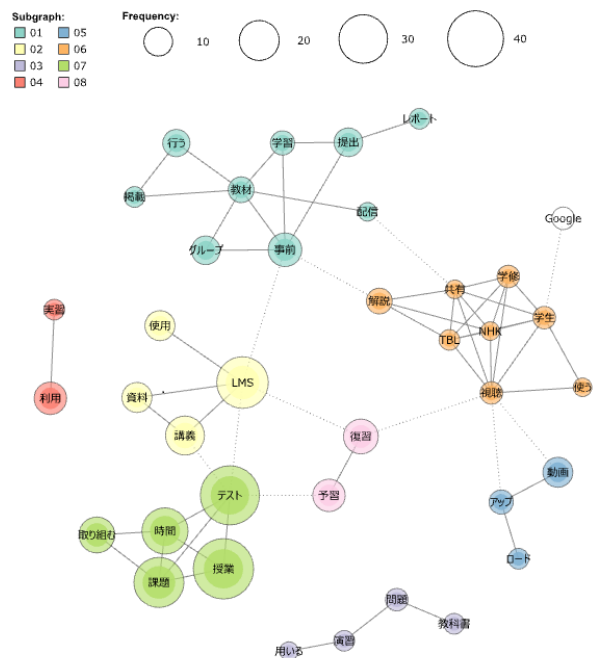 Subgraph:
Frequency:
01 05
02 06
03 07
04 08
10
20
30
40
レポート
行う
学習
提出
掲載
教材
配信
Google
グループ
事前
学修
共有
解説
学生
実習
使用
NHK
TBL
LMS
視聴
使う
資料
利用
講義
復習
動画
テスト
予習
アップ
取り組む
時間
ロード
授業
課題
問題
教科書
演習
用いる